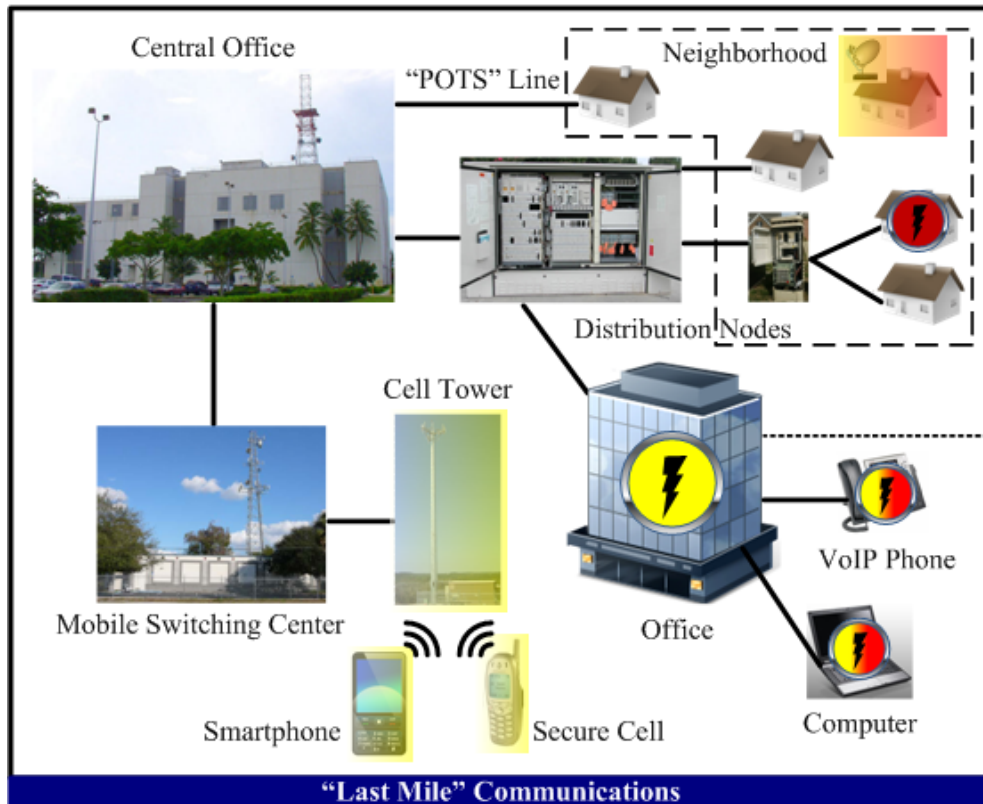 Central Office
Neighborhood
“POTS” Line
Distribution Nodes
Cell Tower
VoIP Phone
Mobile Switching Center
Office
Smartphone
Secure Cell
Computer
“Last Mile” Communications